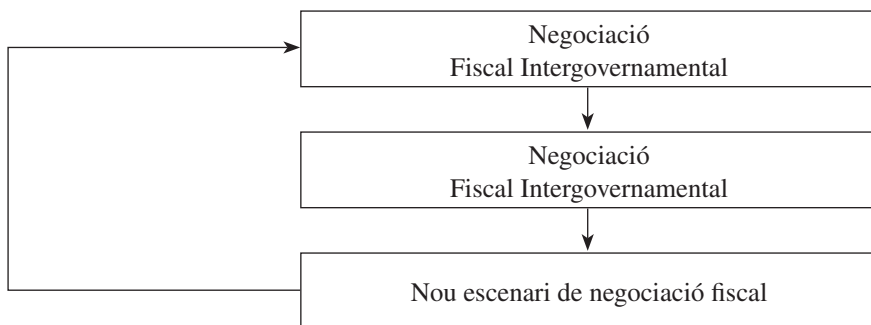 Negociació
Fiscal Intergovernamental
Negociació
Fiscal Intergovernamental
Nou escenari de negociació fiscal